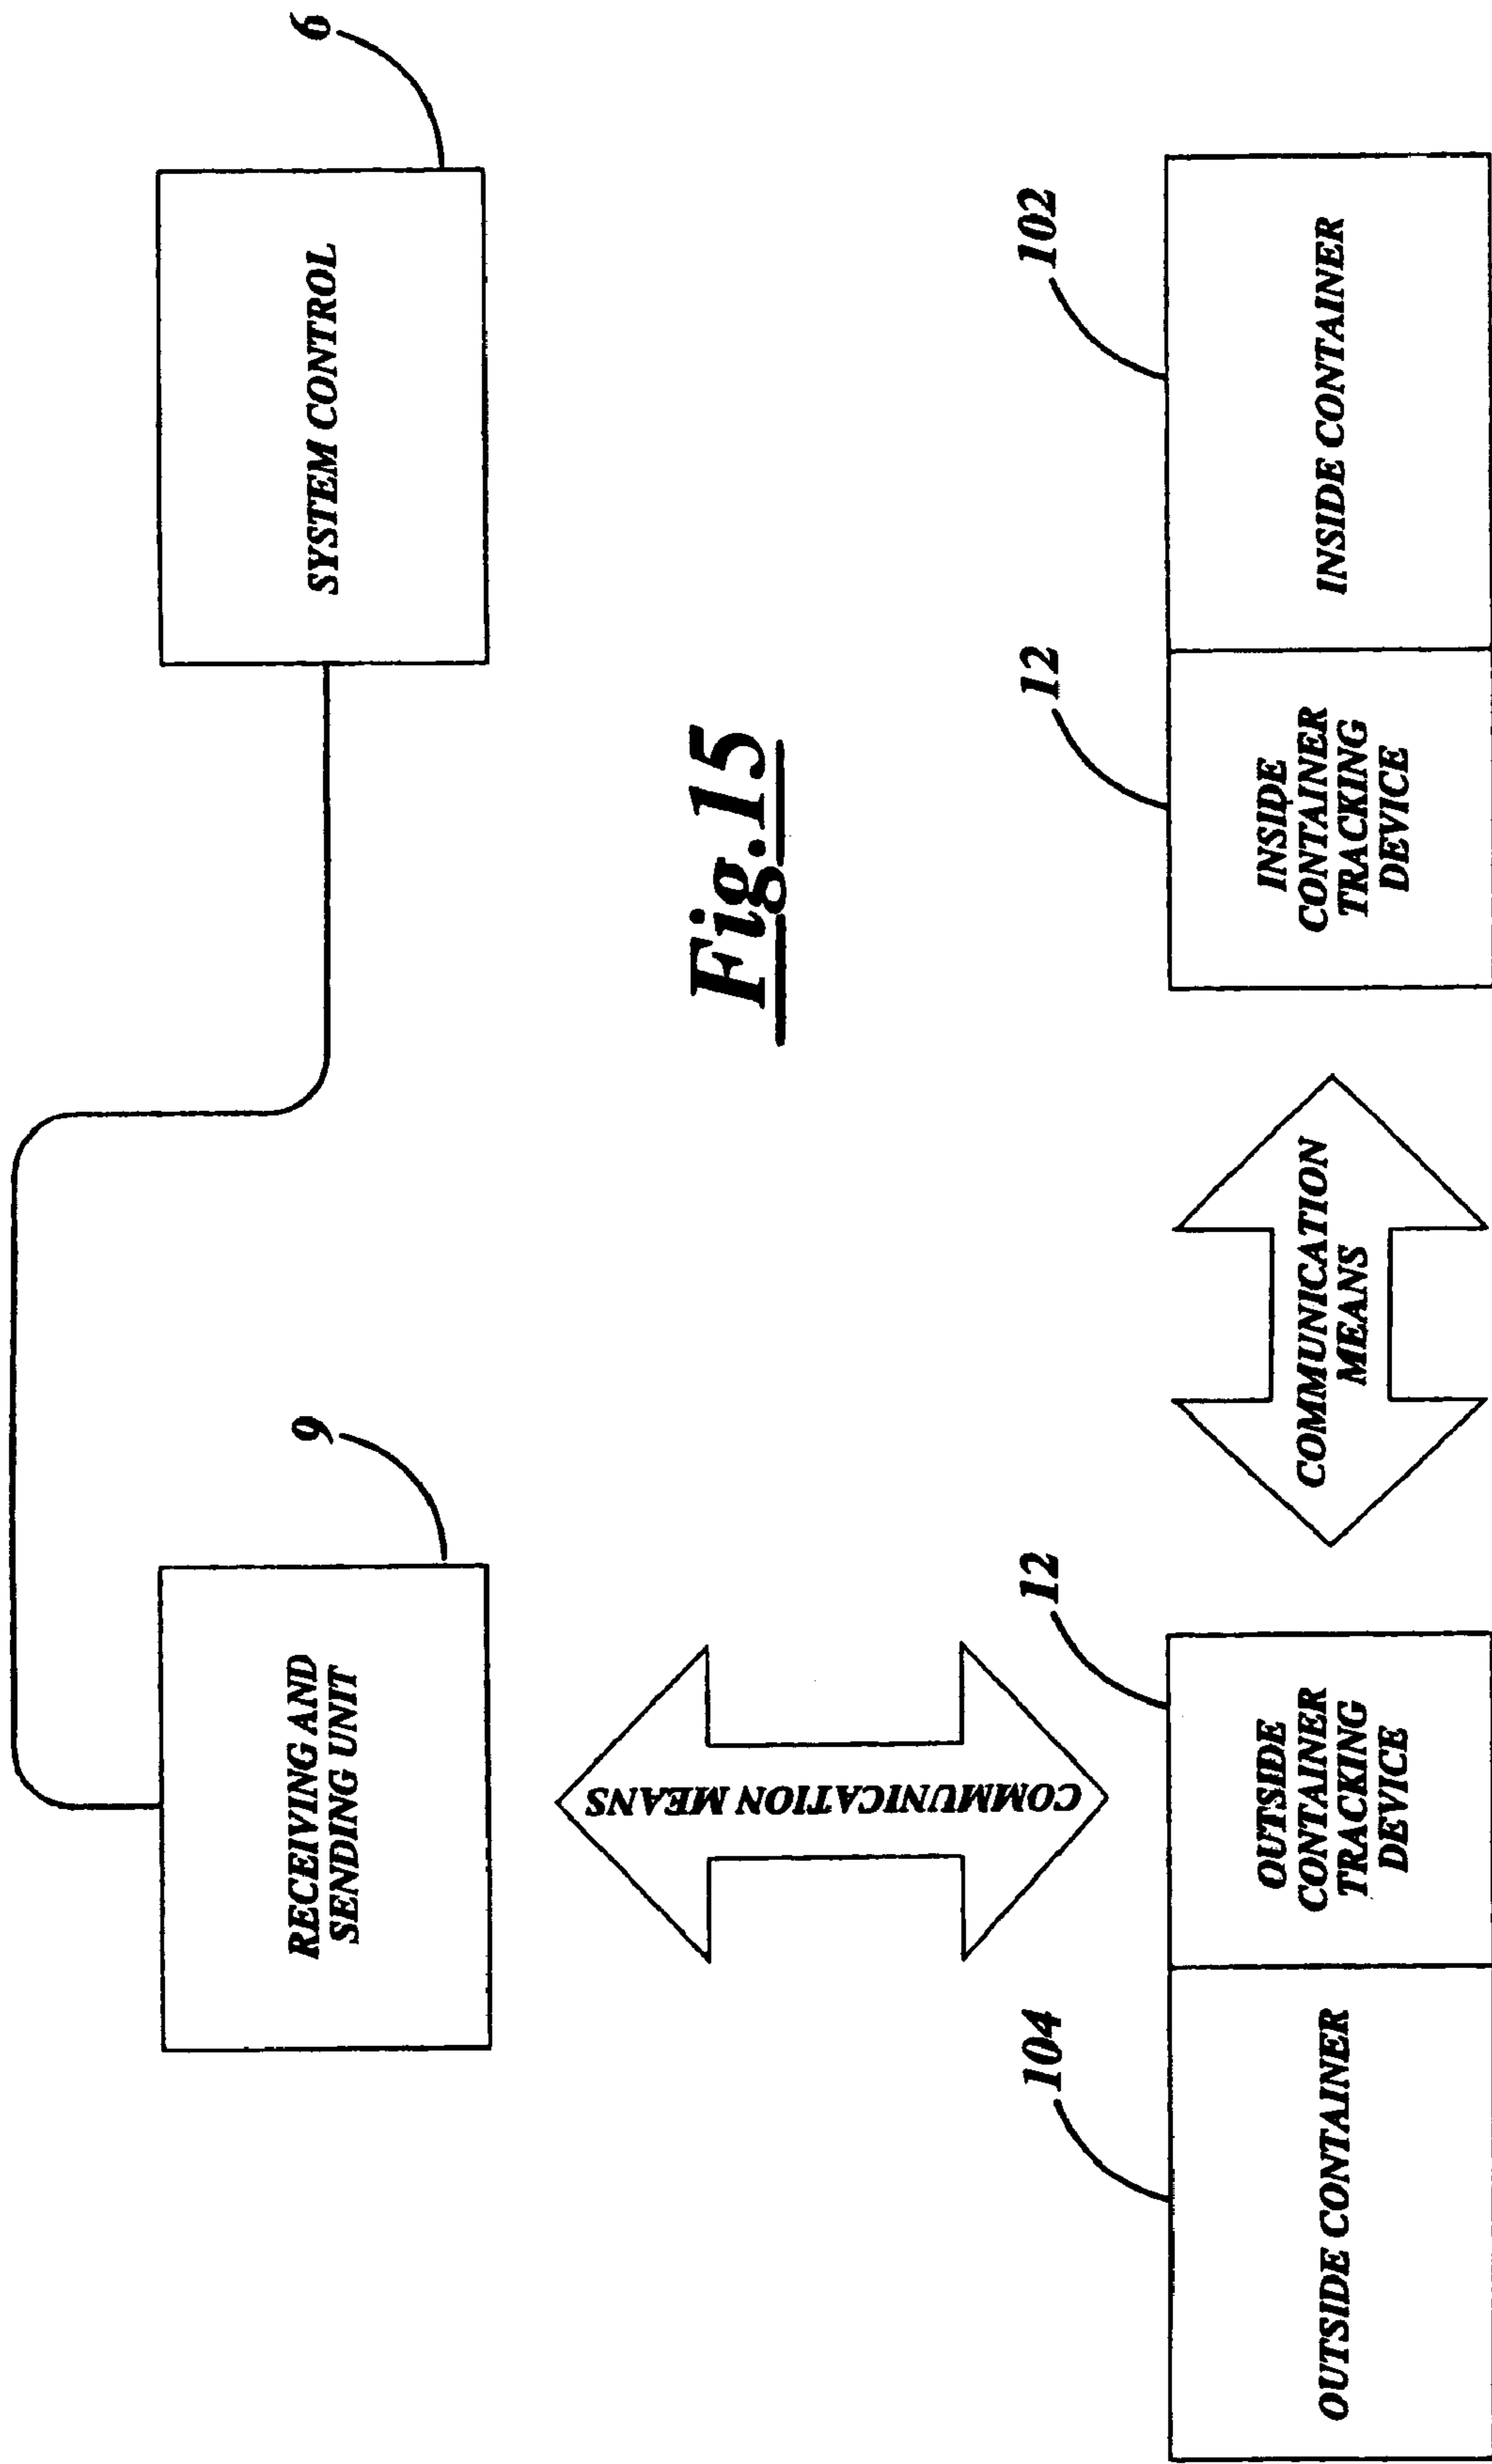 RECEIVING AND
SENDING UNIT
9
SYSTEM CONTROL
6
COMMUNICATION MEANS
Fig.15
104
12
12
102
OUTSIDE CONTAINER
OUTSIDE
CONTAINER
TRACKING
DEVICE
COMMUNICATION
MEANS
INSIDE
CONTAINER
TRACKING
DEVICE
INSIDE CONTAINER